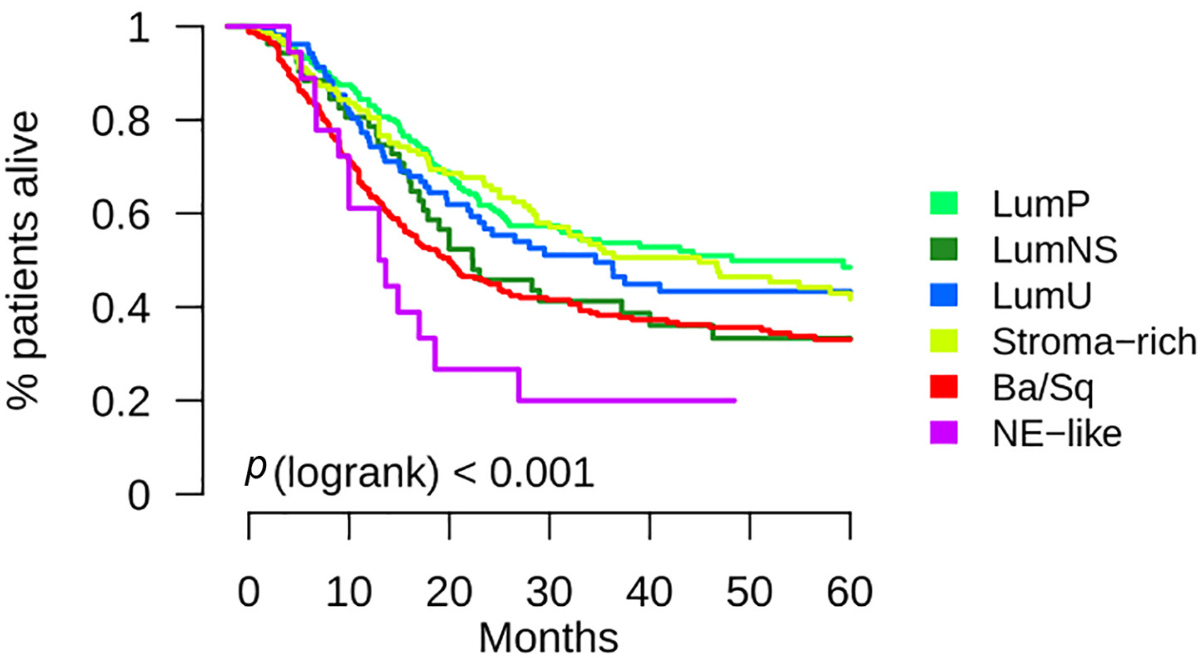 % patients alive
1
0.8
0.6
0.4
0.2
0
p (logrank) < 0.001
0 10 20 30 40 50 60
Months
LumP
LumNS
LumU
Stroma−rich
Ba/Sq
NE−like